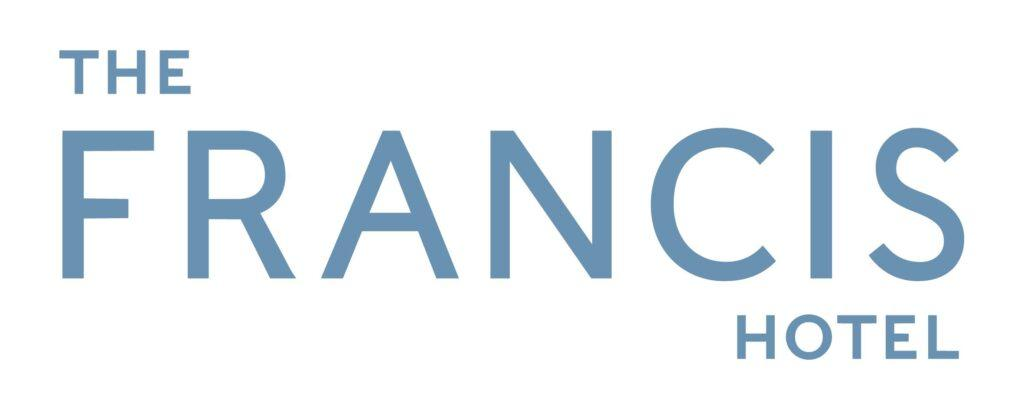 THE
FRANCIS
HOTEL